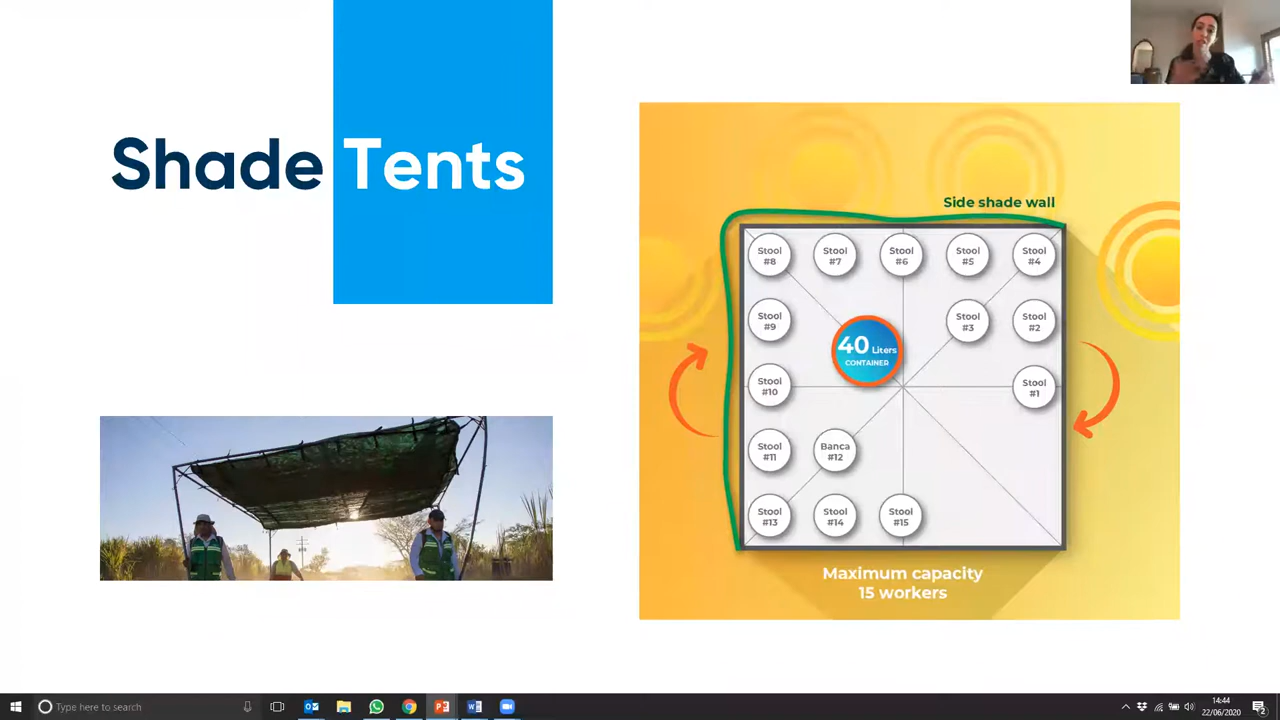 Shade Tents
Side shade wall
Stool #8
Stool #7
Stool #6
Stool #5
Stool #4
Stool #9
Stool #3
Stool #2
40 Liters
CONTAINER
Stool #10
Stool #1
Stool #11
Banca #12
Stool #13
Stool #14
Stool #15
Maximum capacity
15 workers
Type here to search
14:44
22/06/2020
2